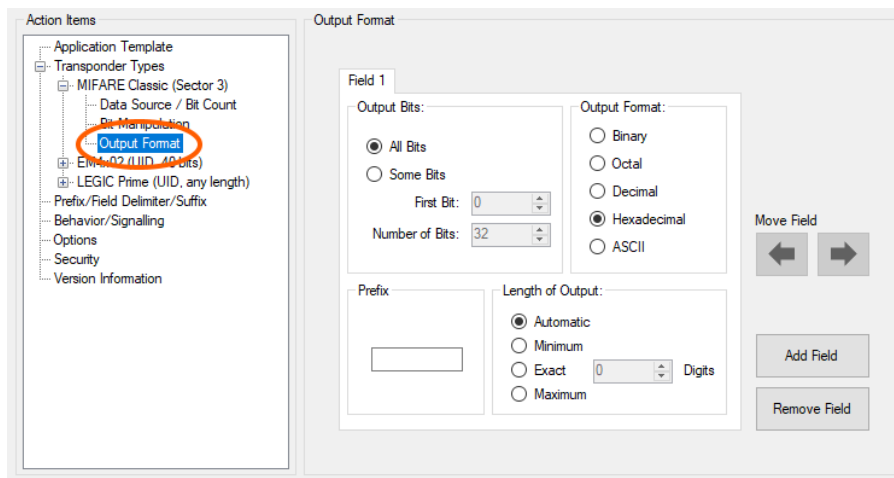 Action Items
Application Template
Transponder Types
MIFARE Classic (Sector 3)
Data Source / Bit Count
Bit Manipulation
Output Format
EM4x02 (UID, 40 bits)
LEGIC Prime (UID, any length)
Prefix/Field Delimiter/Suffix
Behavior/Signalling
Options
Security
Version Information
Output Format
Field 1
Output Bits:
All Bits
Some Bits
First Bit: 0
Number of Bits: 32
Output Format:
Binary
Octal
Decimal
Hexadecimal
ASCII
Prefix
Length of Output:
Automatic
Minimum
Exact 0 Digits
Maximum
Move Field
Add Field
Remove Field